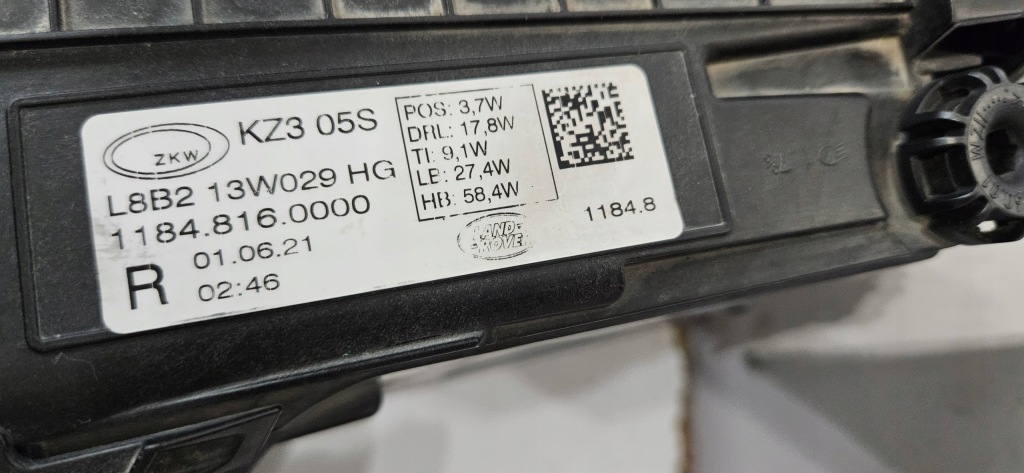 ZKW
KZ3 05S
L8B2 13W029 HG
1184.816.0000
R
01.06.21
02:46
POS: 3,7W
DRL: 17,8W
TI: 9,1W
LB: 27,4W
HB: 58,4W
LAND-
ROVER
1184.8